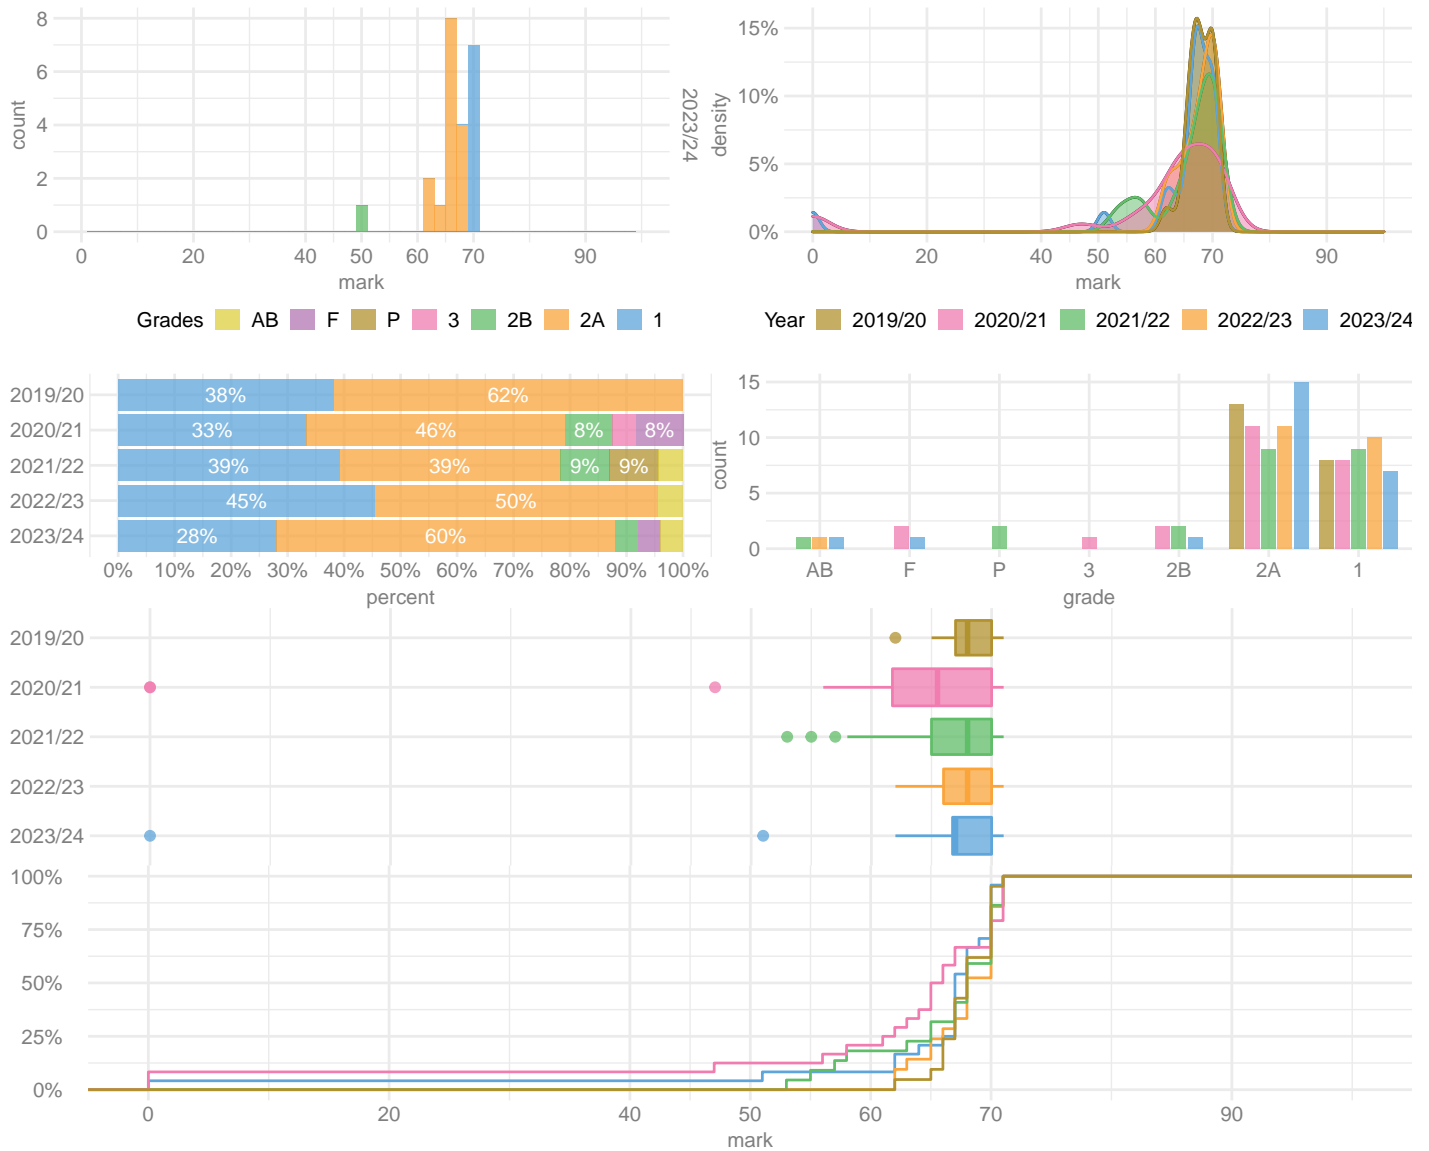 8
6
4
2
0
count
0 20 40 50 60 70 90
mark
2023/24
15%
10%
5%
0%
density
0 20 40 50 60 70 90
mark
Grades AB F P 3 2B 2A 1
Year 2019/20 2020/21 2021/22 2022/23 2023/24
2019/20 38% 62%
2020/21 33% 46% 8% 8%
2021/22 39% 39% 9% 9%
2022/23 45% 50%
2023/24 28% 60%
0% 10% 20% 30% 40% 50% 60% 70% 80% 90% 100%
percent
15
10
5
0
count
AB F P 3 2B 2A 1
grade
2019/20
2020/21
2021/22
2022/23
2023/24
100%
75%
50%
25%
0%
0 20 40 50 60 70 90
mark